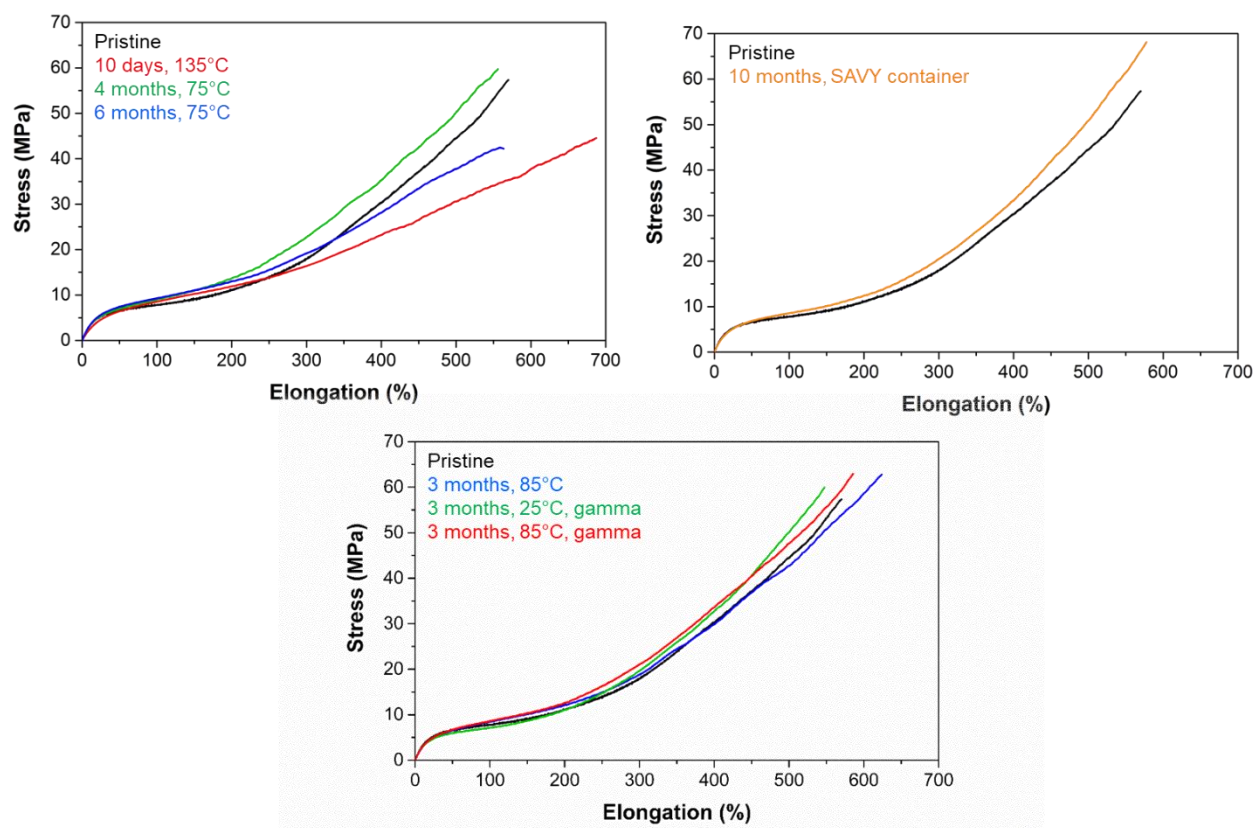 70
60
50
40
30
20
10
0
Stress (MPa)
Pristine
10 days, 135°C
4 months, 75°C
6 months, 75°C
0 100 200 300 400 500 600 700
Elongation (%)
70
60
50
40
30
20
10
0
Stress (MPa)
Pristine
10 months, SAVY container
0 100 200 300 400 500 600 700
Elongation (%)
70
60
50
40
30
20
10
0
Stress (MPa)
Pristine
3 months, 85°C
3 months, 25°C, gamma
3 months, 85°C, gamma
0 100 200 300 400 500 600 700
Elongation (%)